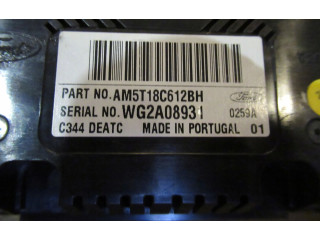 PART NO. AM5T18C612BH
SERIAL NO. WG2A08931 0259A
C344 DEATC MADE IN PORTUGAL 01